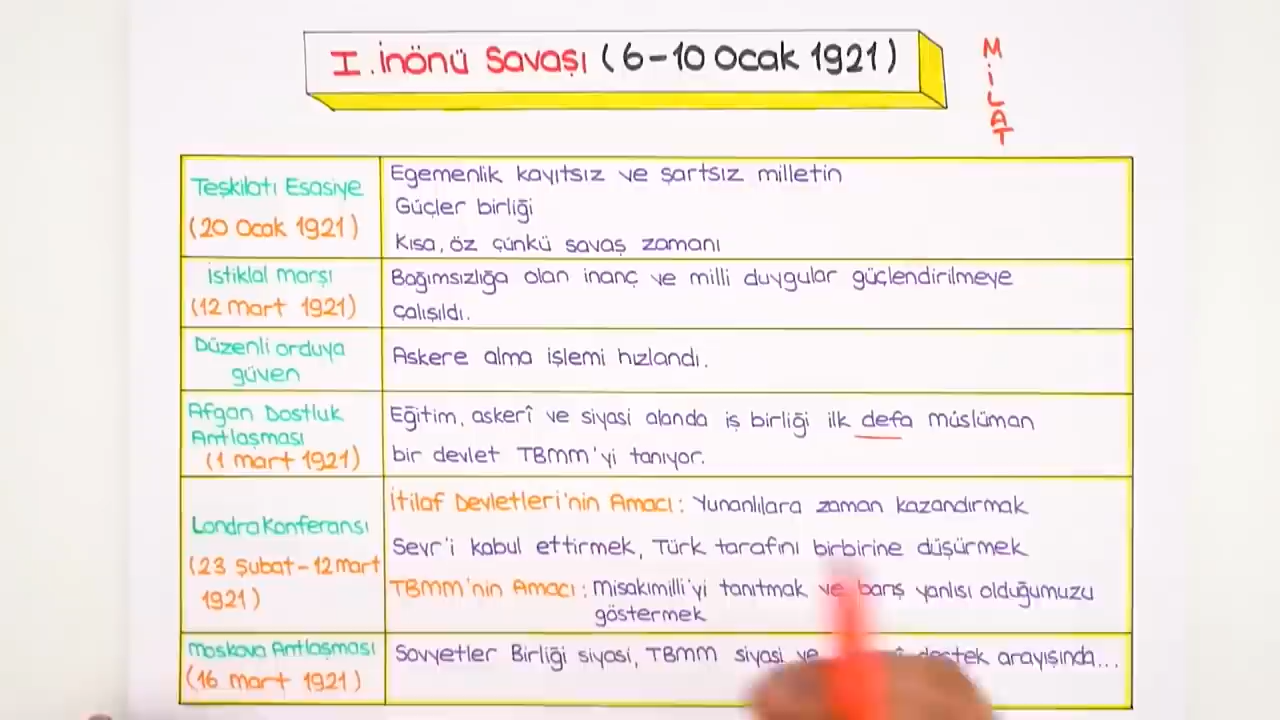 I. İnönü Savaşı (6-10 Ocak 1921)
MİLAT
Teşkilatı Esasiye
(20 Ocak 1921)
Egemenlik kayıtsız ve şartsız milletin
Güçler birliği
Kısa, öz çünkü savaş zamanı
İstiklal marşı
(12 mart 1921)
Bağımsızlığa olan inanç ve milli duygular güçlendirilmeye
çalışıldı.
Düzenli orduya
güven
Askere alma işlemi hızlandı.
Afgan Dostluk
Antlaşması
(1 mart 1921)
Eğitim, askerî ve siyasi alanda iş birliği ilk defa müslüman
bir devlet TBMM'yi tanıyor.
Londra Konferansı
(23 Şubat-12 mart
1921)
İtilaf Devletleri'nin Amacı: Yunanlılara zaman kazandırmak
Sevr'i kabul ettirmek, Türk tarafını birbirine düşürmek
TBMM'nin Amacı: Misakımilli'yi tanıtmak ve barış yanlısı olduğumuzu
göstermek
Moskova Antlaşması
(16 mart 1921)
Sovyetler Birliği siyasi, TBMM siyasi ve destek arayışında...